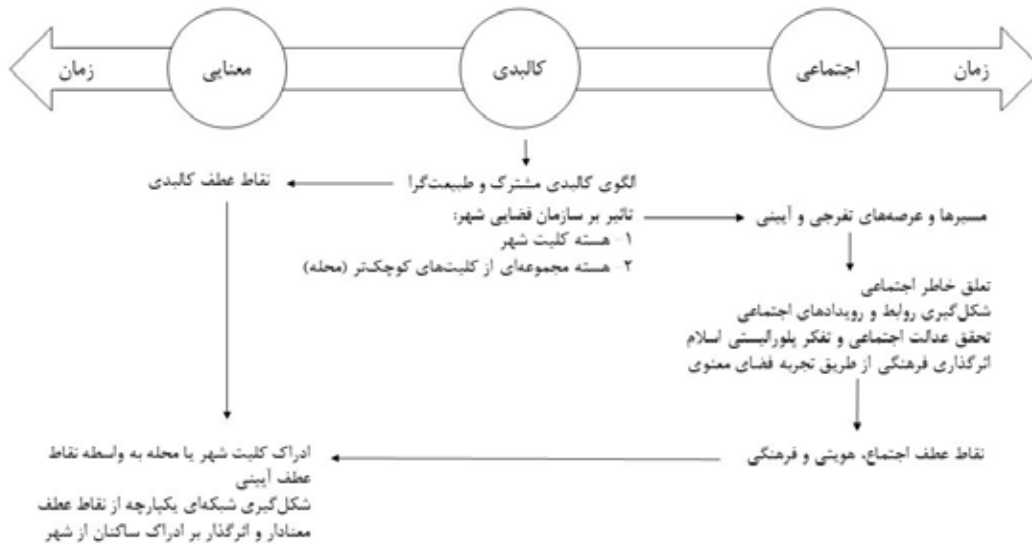 زمان
اجتماعی
کالبدی
معنایی
زمان
الگوی کالبدی مشترک و طبیعت‌گرا
نقاط عطف کالبدی
تاثیر بر سازمان فضایی شهر:
۱- هسته کلیت شهر
۲- هسته مجموعه‌ای از کلیت‌های کوچک‌تر (محله)
مسیرها و عرصه‌های تفرجی و آیینی
تعلق خاطر اجتماعی
شکل‌گیری روابط و رویدادهای اجتماعی
تحقق عدالت اجتماعی و تفکر پلورالیستی اسلام
اثرگذاری فرهنگی از طریق تجربه فضای معنوی
نقاط عطف اجتماع، هویتی و فرهنگی
ادراک کلیت شهر یا محله به واسطه نقاط
عطف آیینی
شکل‌گیری شبکه‌ای یکپارچه از نقاط عطف
معنادار و اثرگذار بر ادراک ساکنان از شهر